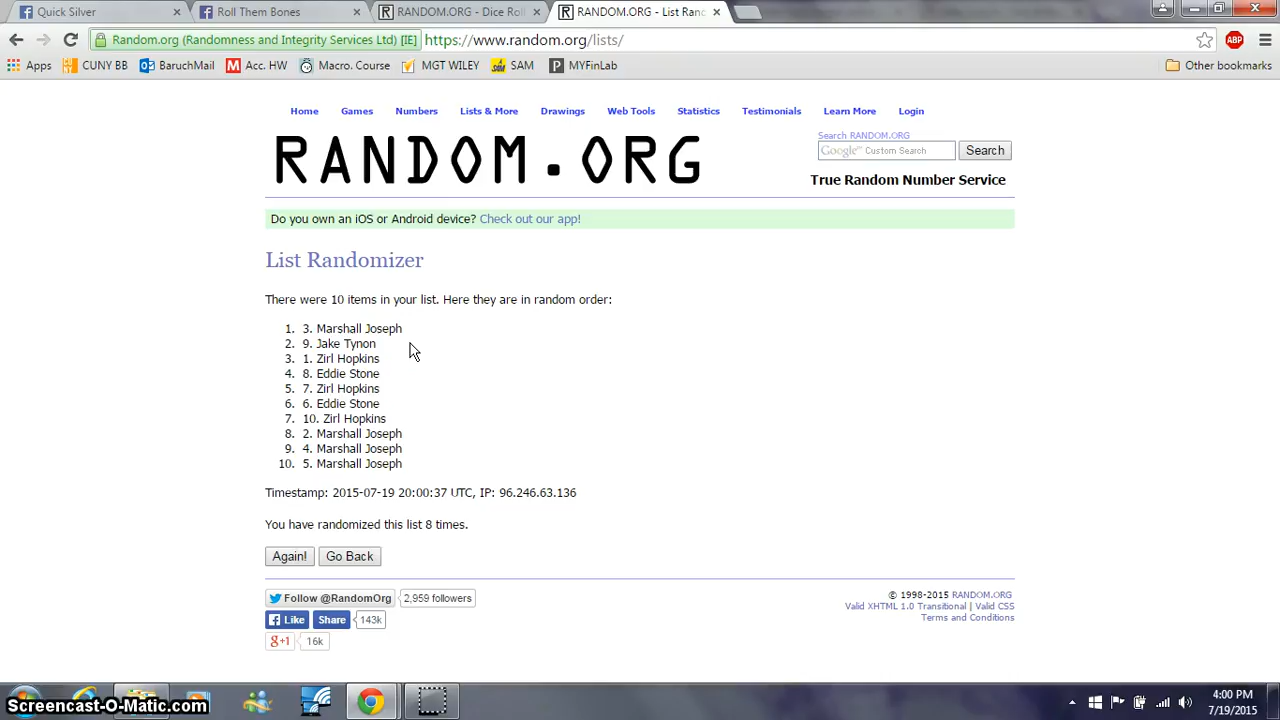 Quick Silver × Roll Them Bones × RANDOM.ORG - Dice Rol × RANDOM.ORG - List Ran ×
Random.org (Randomness and Integrity Services Ltd) [IE] https://www.random.org/lists/ ABP
Apps CUNY BB BaruchMail Acc. HW Macro. Course MGT WILEY SAM MYFinLab Other bookmarks
Home Games Numbers Lists & More Drawings Web Tools Statistics Testimonials Learn More Login
RANDOM.ORG
Search RANDOM.ORG
Google™ Custom Search Search
True Random Number Service
Do you own an iOS or Android device? Check out our app!
List Randomizer
There were 10 items in your list. Here they are in random order:
1. 3. Marshall Joseph
2. 9. Jake Tynon
3. 1. Zirl Hopkins
4. 8. Eddie Stone
5. 7. Zirl Hopkins
6. 6. Eddie Stone
7. 10. Zirl Hopkins
8. 2. Marshall Joseph
9. 4. Marshall Joseph
10. 5. Marshall Joseph
Timestamp: 2015-07-19 20:00:37 UTC, IP: 96.246.63.136
You have randomized this list 8 times.
Again! Go Back
Follow @RandomOrg 2,959 followers
Like Share 143k
g+1 16k
© 1998-2015 RANDOM.ORG
Valid XHTML 1.0 Transitional | Valid CSS
Terms and Conditions
Screencast-O-Matic.com
4:00 PM
7/19/2015